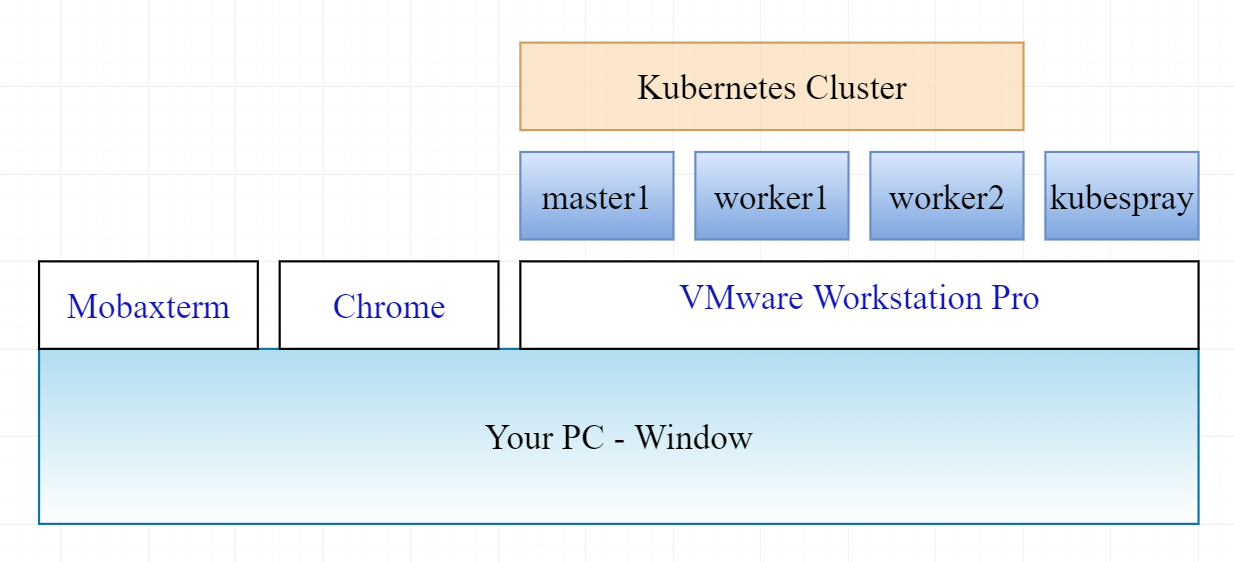 Kubernetes Cluster
master1 worker1 worker2 kubespray
Mobaxterm Chrome VMware Workstation Pro
Your PC - Window